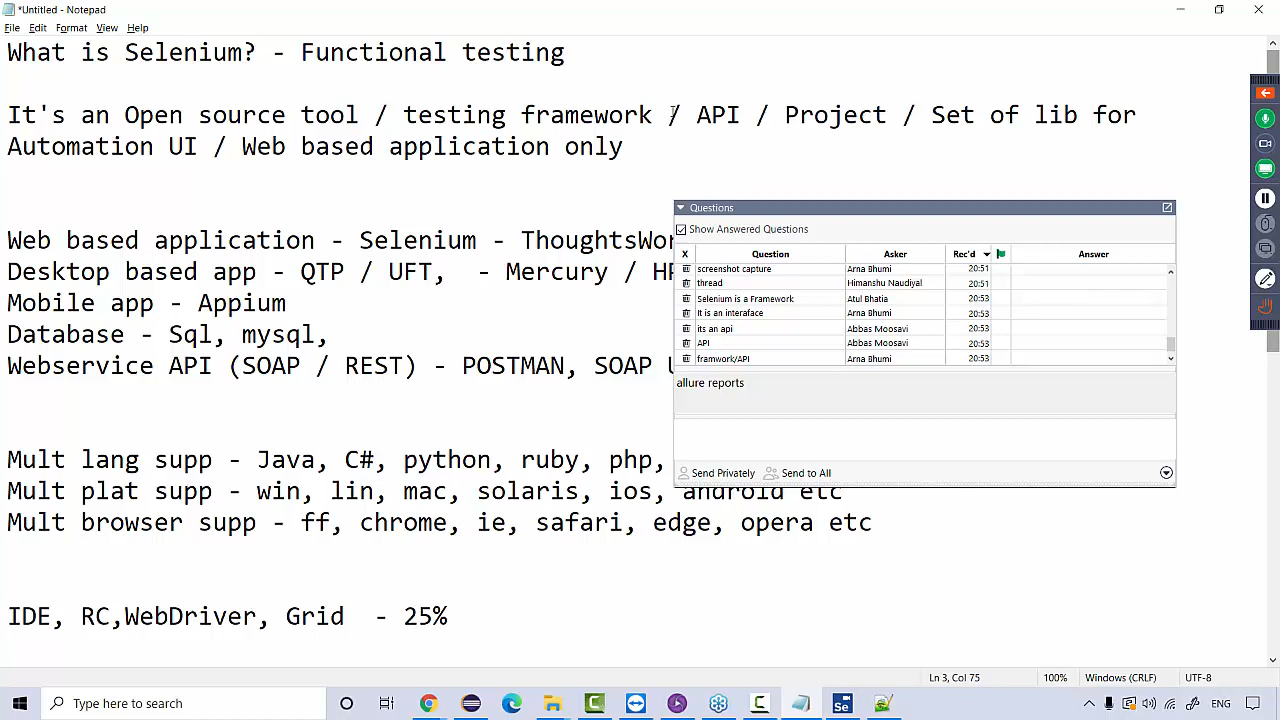 *Untitled - Notepad
File Edit Format View Help
What is Selenium? - Functional testing
It's an Open source tool / testing framework / API / Project / Set of lib for
Automation UI / Web based application only
Web based application - Selenium - ThoughtsWor
Desktop based app - QTP / UFT, - Mercury / HP
Mobile app - Appium
Database - Sql, mysql,
Webservice API (SOAP / REST) - POSTMAN, SOAP U
Mult lang supp - Java, C#, python, ruby, php,
Mult plat supp - win, lin, mac, solaris, ios, android etc
Mult browser supp - ff, chrome, ie, safari, edge, opera etc
IDE, RC,WebDriver, Grid - 25%
Questions
Show Answered Questions
X Question Asker Rec'd Answer
screenshot capture Arna Bhumi 20:51
thread Himanshu Naudiyal 20:51
Selenium is a Framework Atul Bhatia 20:53
It is an interaface Arna Bhumi 20:53
its an api Abbas Moosavi 20:53
API Abbas Moosavi 20:53
framwork/API Arna Bhumi 20:53
allure reports
Send Privately Send to All
Ln 3, Col 75 100% Windows (CRLF) UTF-8
Type here to search
Se
ENG